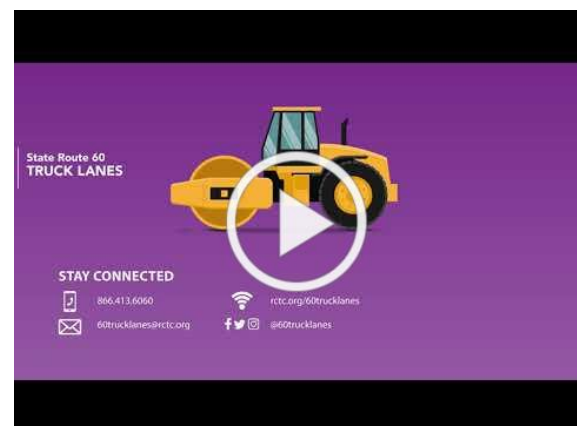 State Route 60
TRUCK LANES
STAY CONNECTED
866.413.6060
rctc.org/60trucklanes
60trucklanes@rctc.org
@60trucklanes